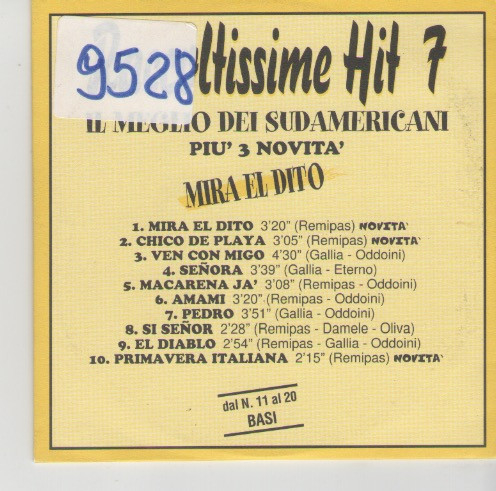 9528
Hit 7
IL MEGLIO DEI SUDAMERICANI
PIU' 3 NOVITA'
MIRA EL DITO
1. MIRA EL DITO 3'20" (Remipas) NOVITA'
2. CHICO DE PLAYA 3'05" (Remipas) NOVITA'
3. VEN CON MIGO 4'30" (Gallia - Oddoini)
4. SEÑORA 3'39" (Gallia - Eterno)
5. MACARENA JA' 3'08" (Remipas - Oddoini)
6. AMAMI 3'20" (Remipas - Oddoini)
7. PEDRO 3'51" (Gallia - Oddoini)
8. SI SEÑOR 2'28" (Remipas - Damele - Oliva)
9. EL DIABLO 2'54" (Remipas - Gallia - Oddoini)
10. PRIMAVERA ITALIANA 2'15" (Remipas) NOVITA'
dal N. 11 al 20
BASI